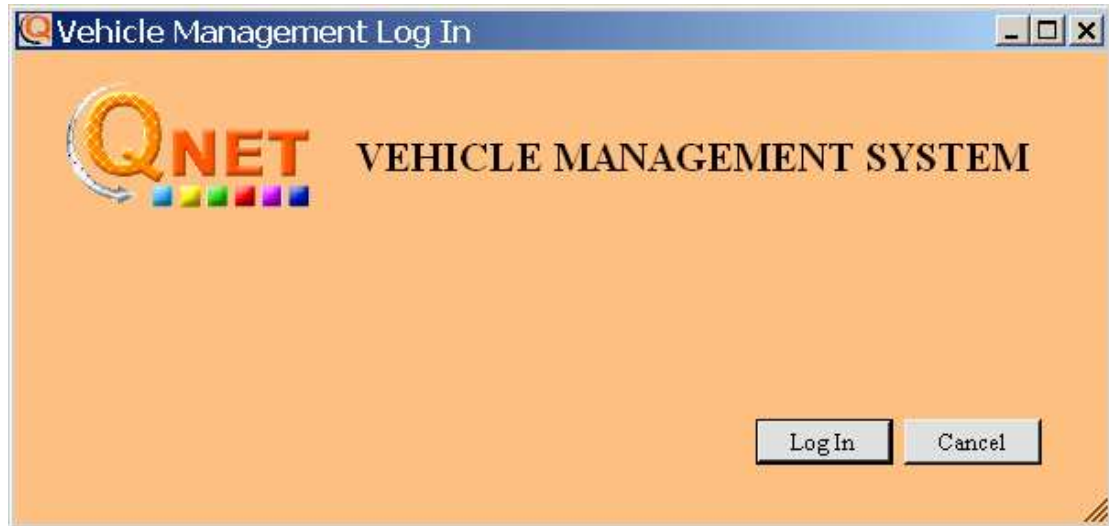 Vehicle Management Log In
QNET
VEHICLE MANAGEMENT SYSTEM
Log In
Cancel